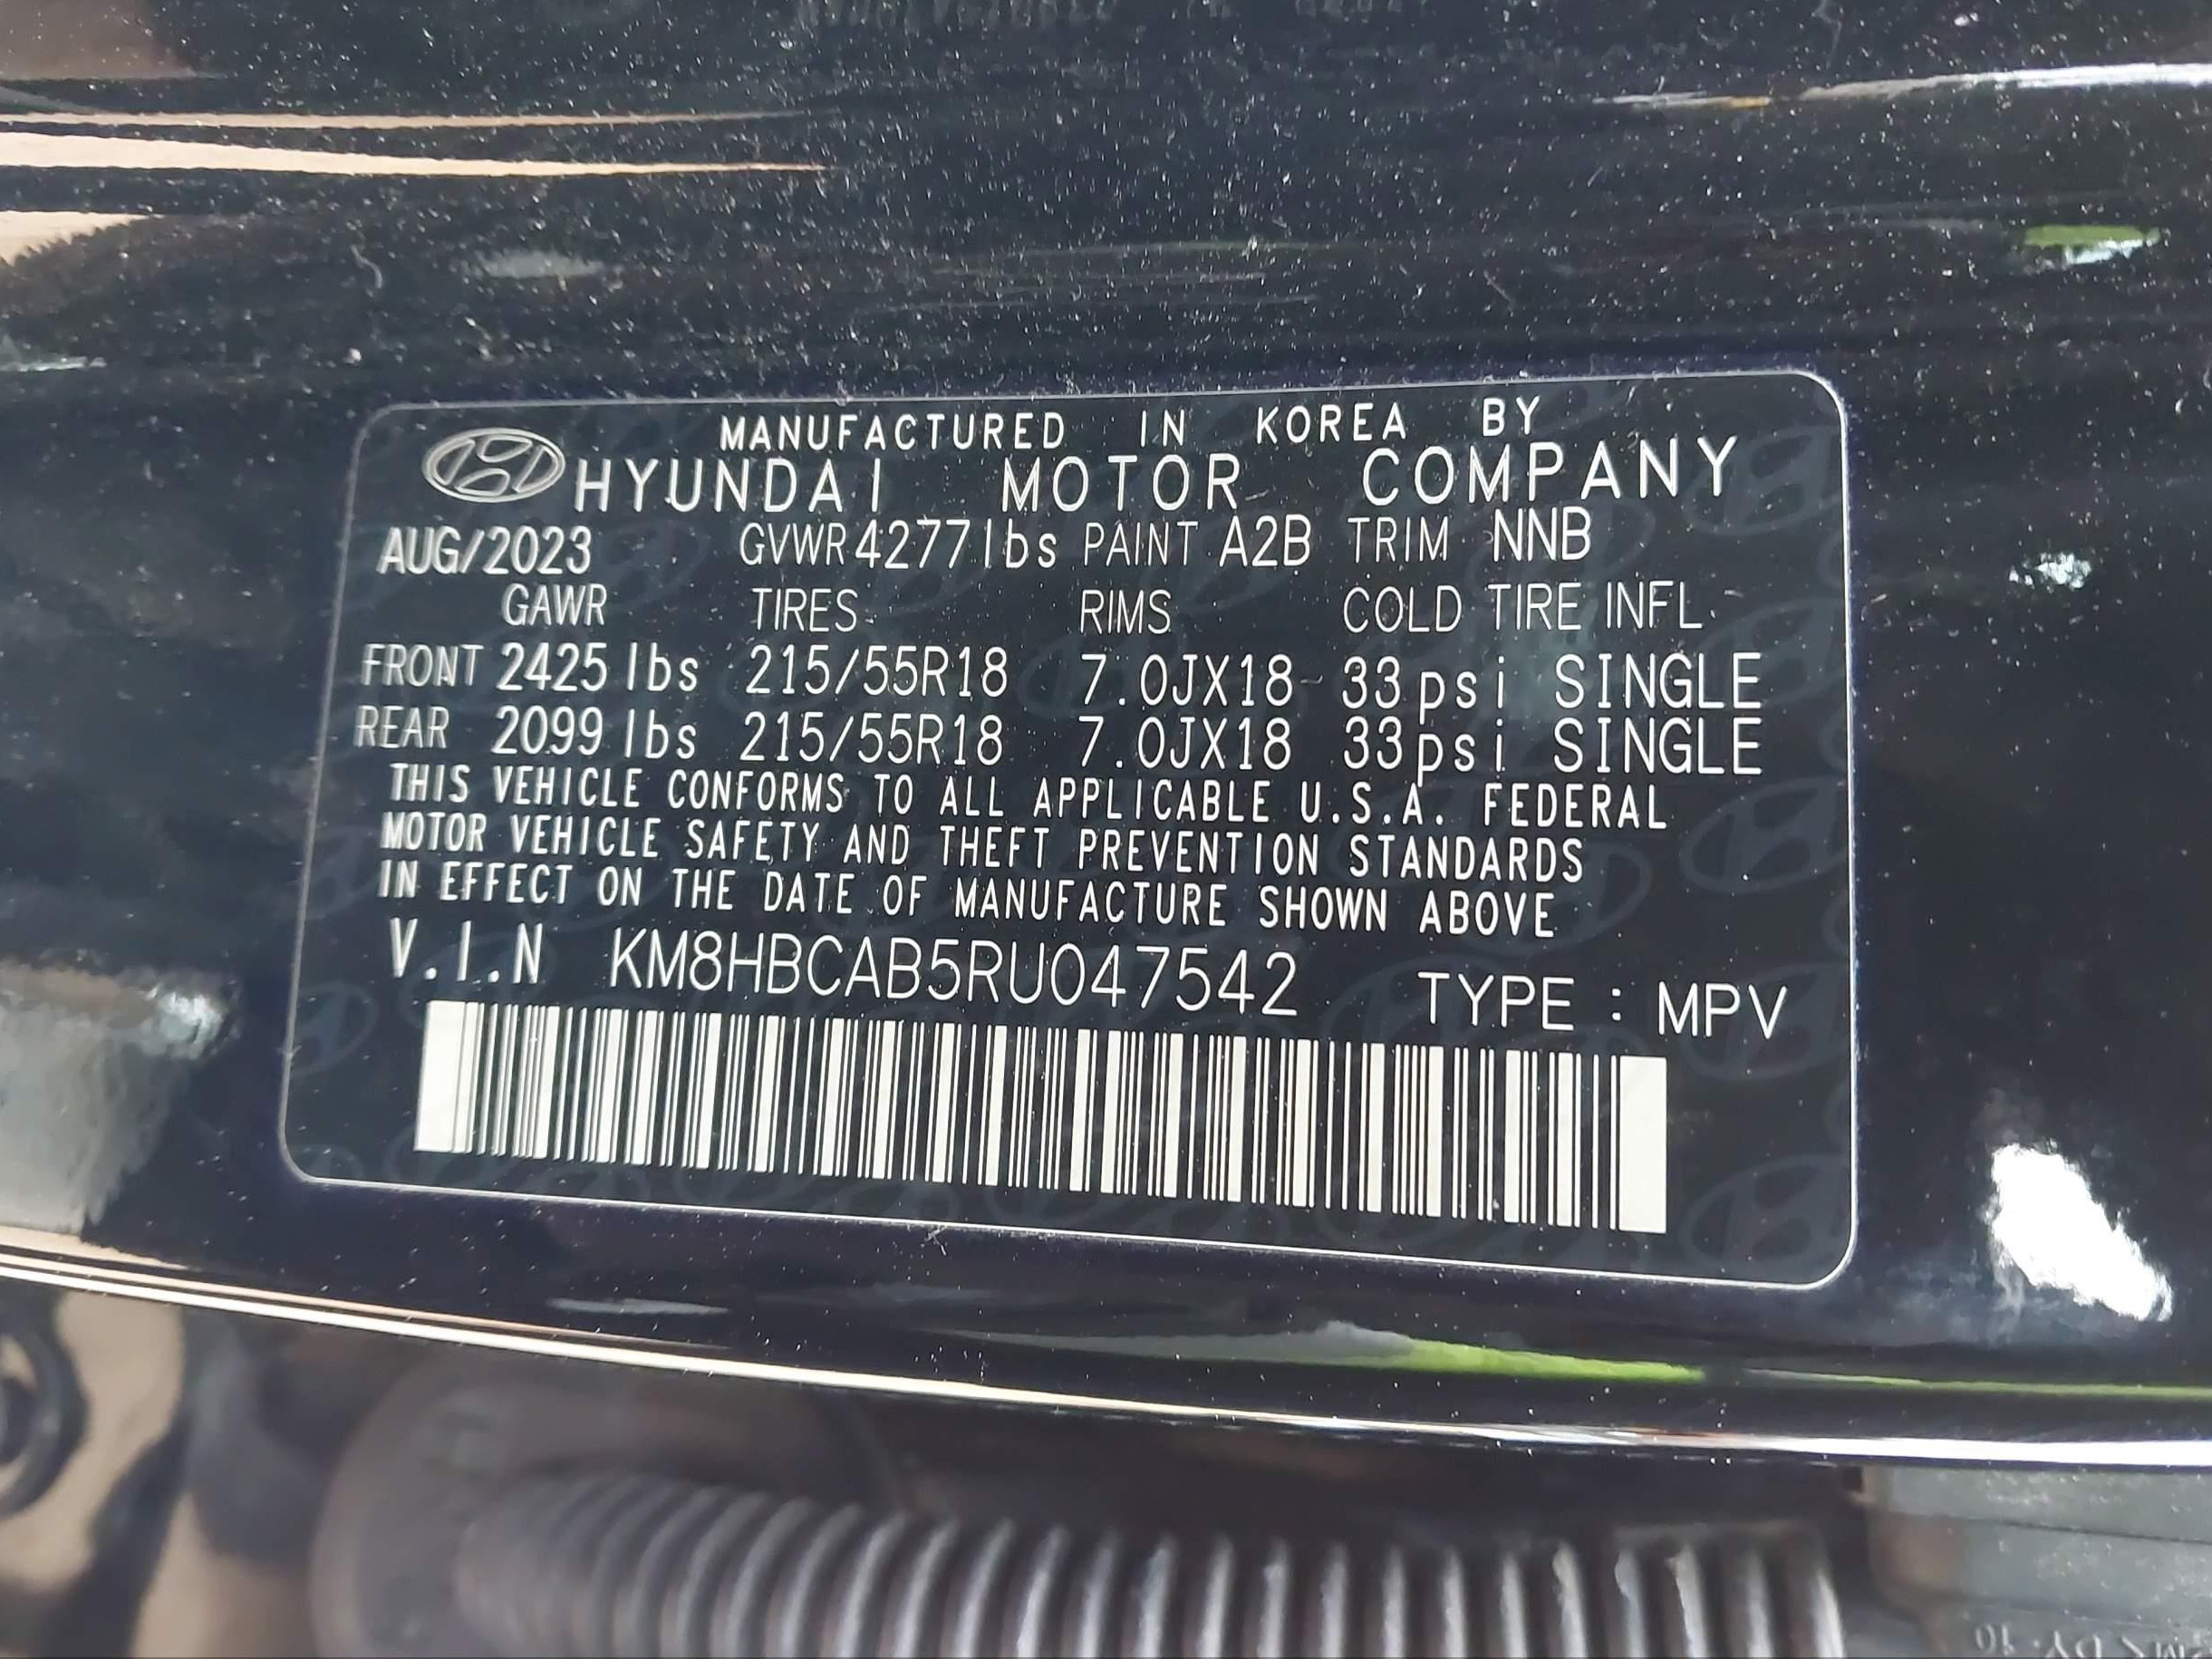 MANUFACTURED IN KOREA BY
HYUNDAI MOTOR COMPANY
AUG/2023 GVWR 4277lbs PAINT A2B TRIM NNB
GAWR TIRES RIMS COLD TIRE INFL.
FRONT 2425 lbs 215/55R18 7.0JX18 33psi SINGLE
REAR 2099 lbs 215/55R18 7.0JX18 33psi SINGLE
THIS VEHICLE CONFORMS TO ALL APPLICABLE U.S.A. FEDERAL
MOTOR VEHICLE SAFETY AND THEFT PREVENTION STANDARDS
IN EFFECT ON THE DATE OF MANUFACTURE SHOWN ABOVE
V.I.N KM8HBCAB5RU047542 TYPE : MPV